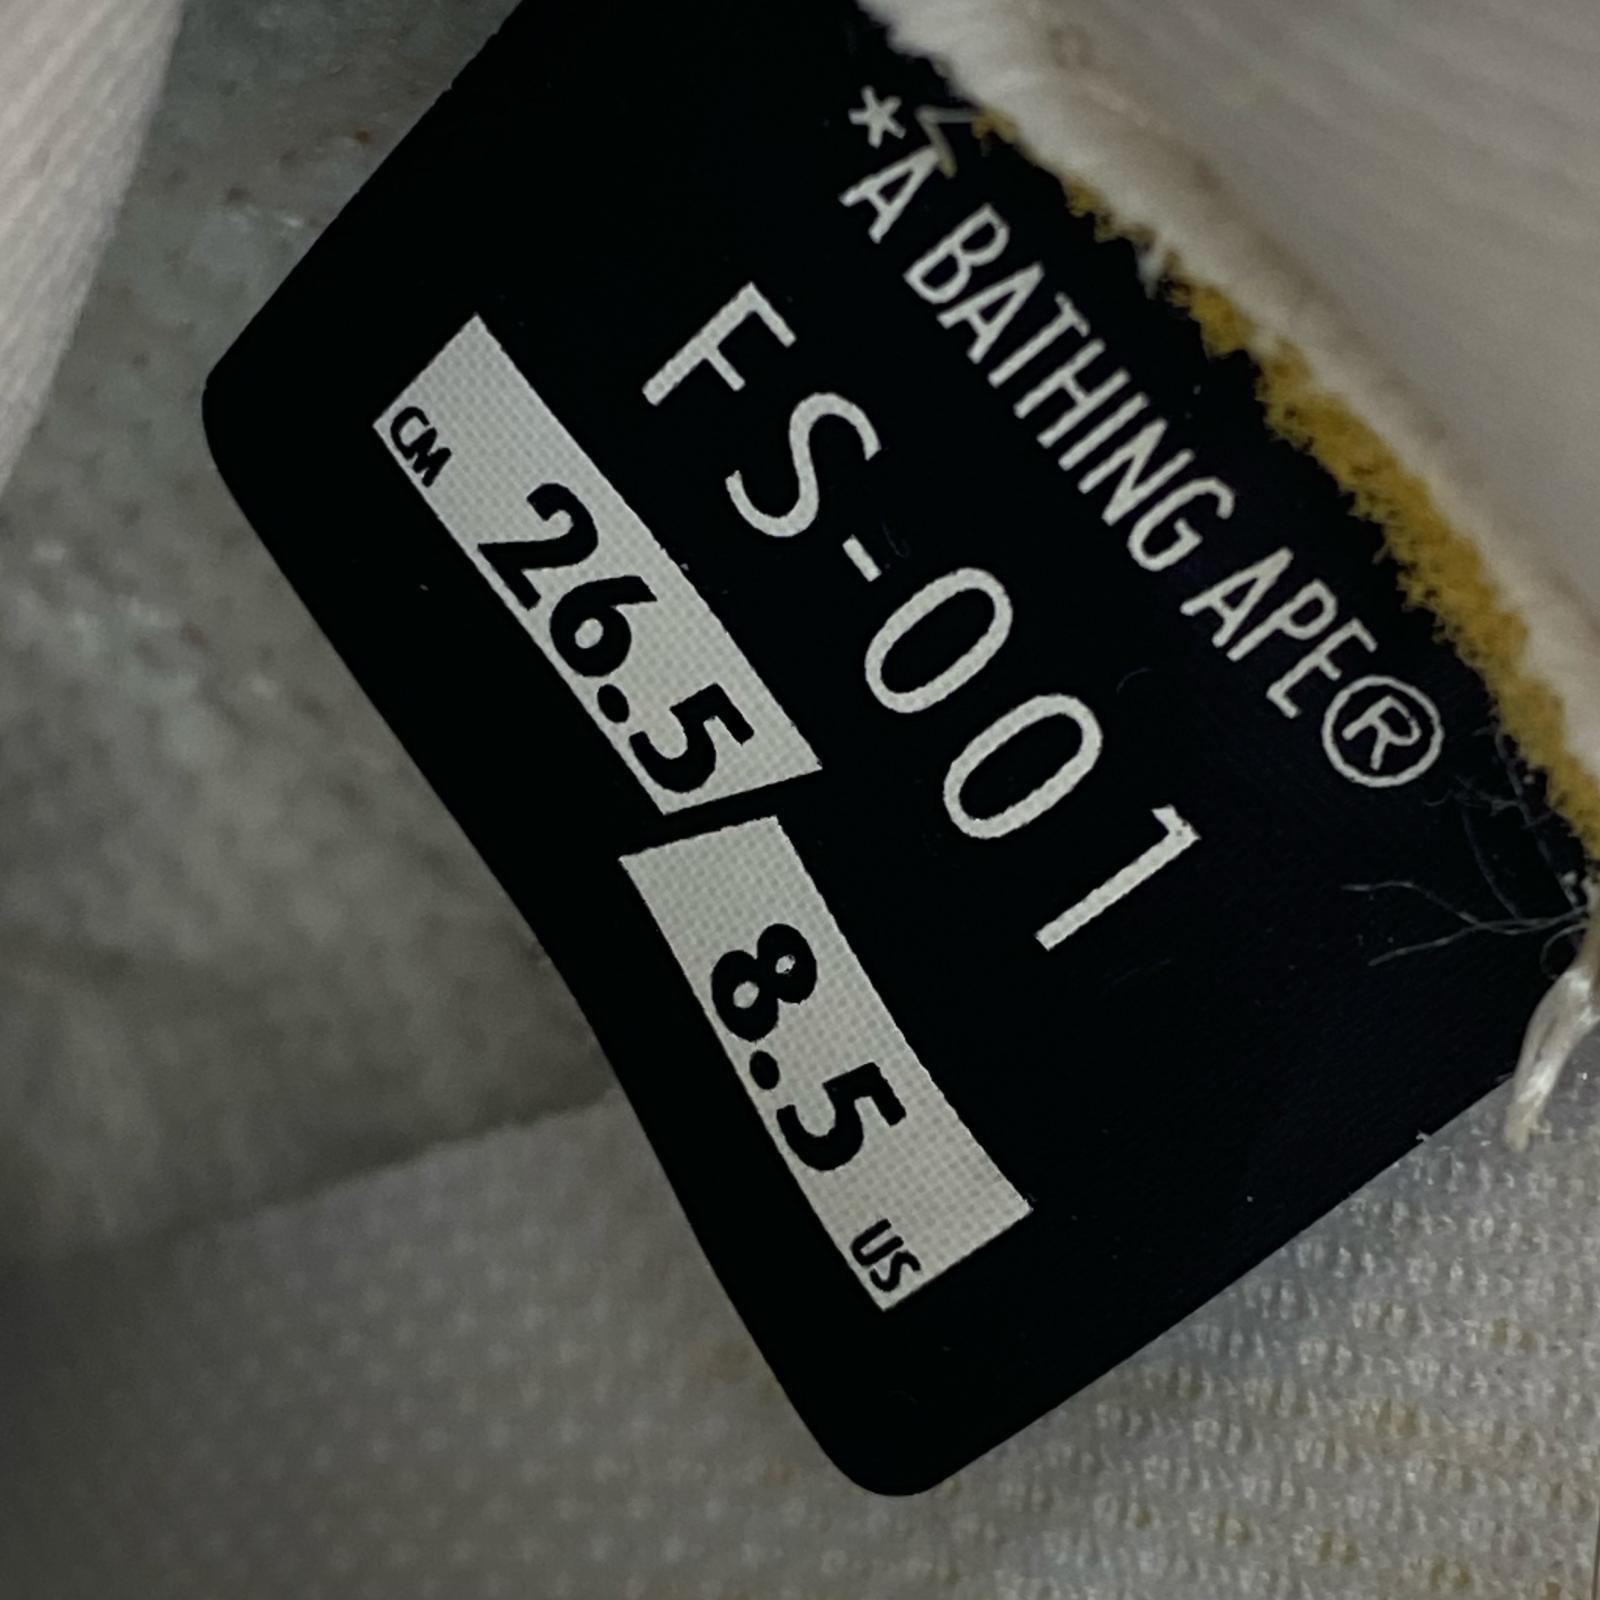 *A BATHING APE®
FS-001
CM 26.5
8.5 US